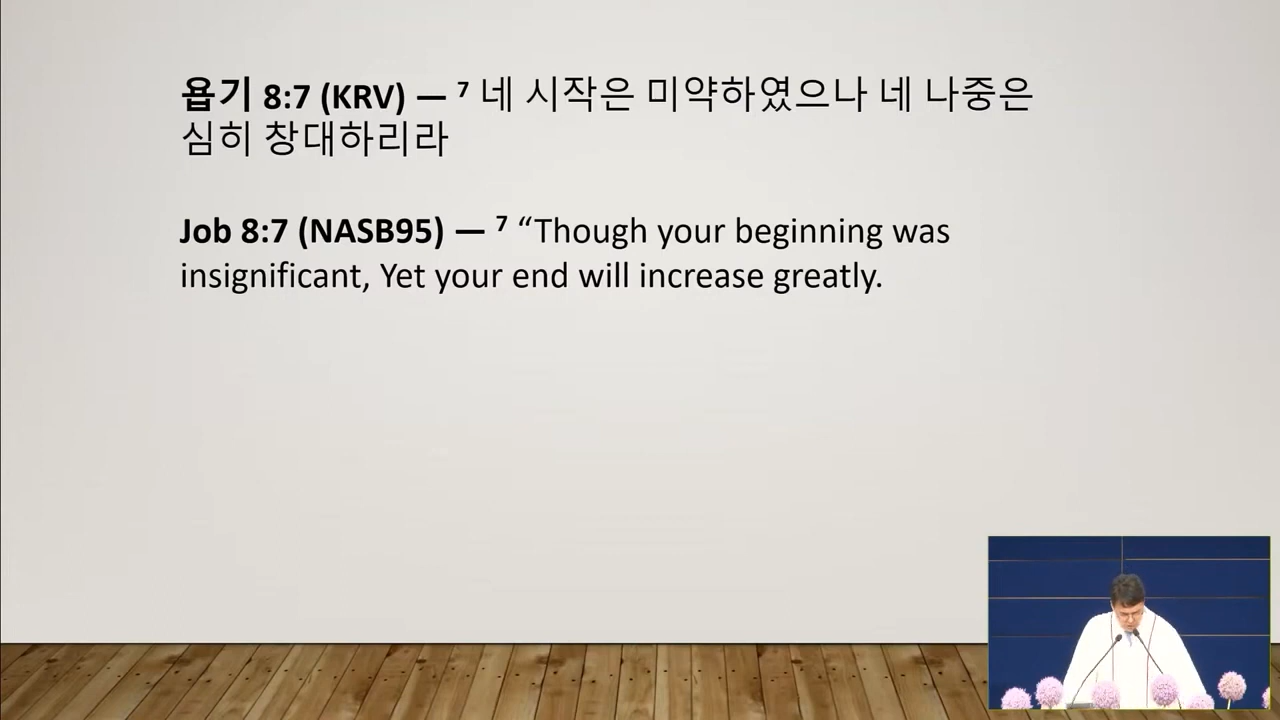 욥기 8:7 (KRV) — ⁷ 네 시작은 미약하였으나 네 나중은
심히 창대하리라
Job 8:7 (NASB95) — ⁷ “Though your beginning was
insignificant, Yet your end will increase greatly.